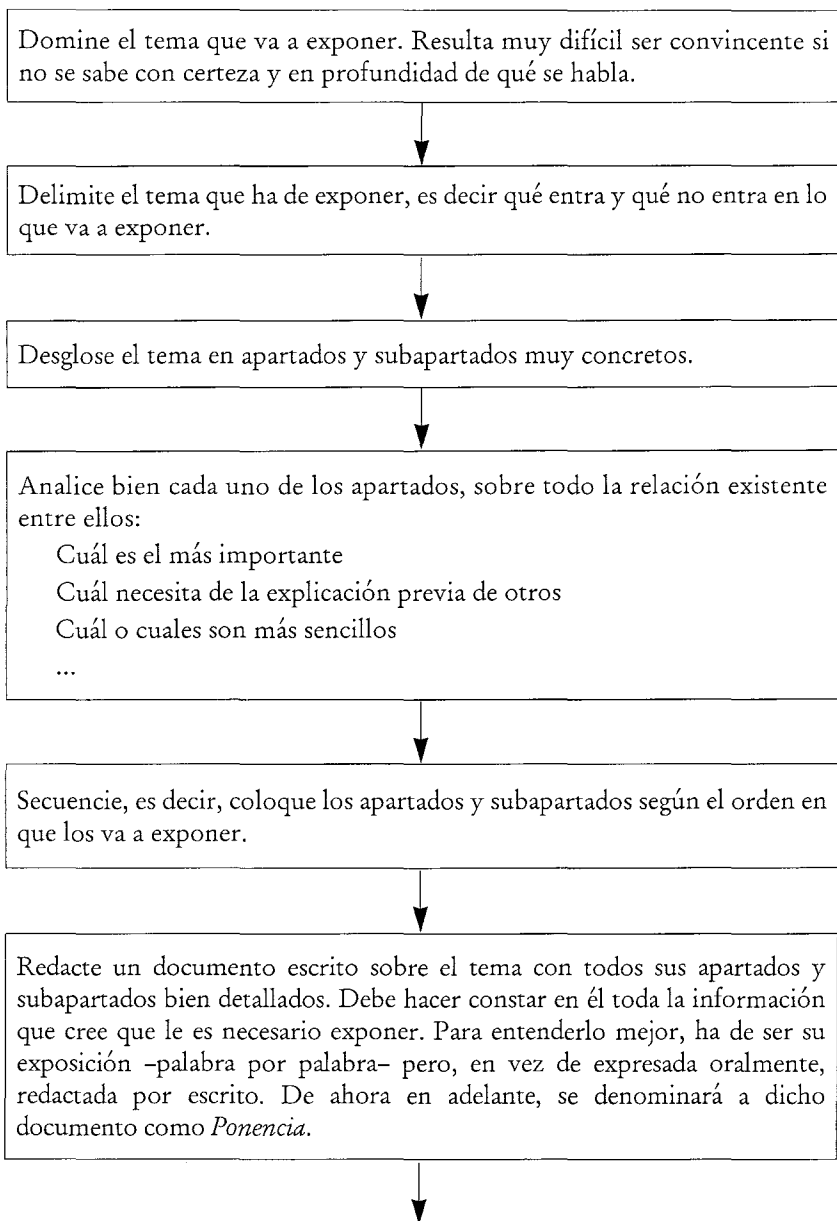 Domine el tema que va a exponer. Resulta muy difícil ser convincente si
no se sabe con certeza y en profundidad de qué se habla.
Delimite el tema que ha de exponer, es decir qué entra y qué no entra en lo
que va a exponer.
Desglose el tema en apartados y subapartados muy concretos.
Analice bien cada uno de los apartados, sobre todo la relación existente
entre ellos:
Cuál es el más importante
Cuál necesita de la explicación previa de otros
Cuál o cuales son más sencillos
...
Secuencie, es decir, coloque los apartados y subapartados según el orden en
que los va a exponer.
Redacte un documento escrito sobre el tema con todos sus apartados y
subapartados bien detallados. Debe hacer constar en él toda la información
que cree que le es necesario exponer. Para entenderlo mejor, ha de ser su
exposición –palabra por palabra– pero, en vez de expresada oralmente,
redactada por escrito. De ahora en adelante, se denominará a dicho
documento como Ponencia.